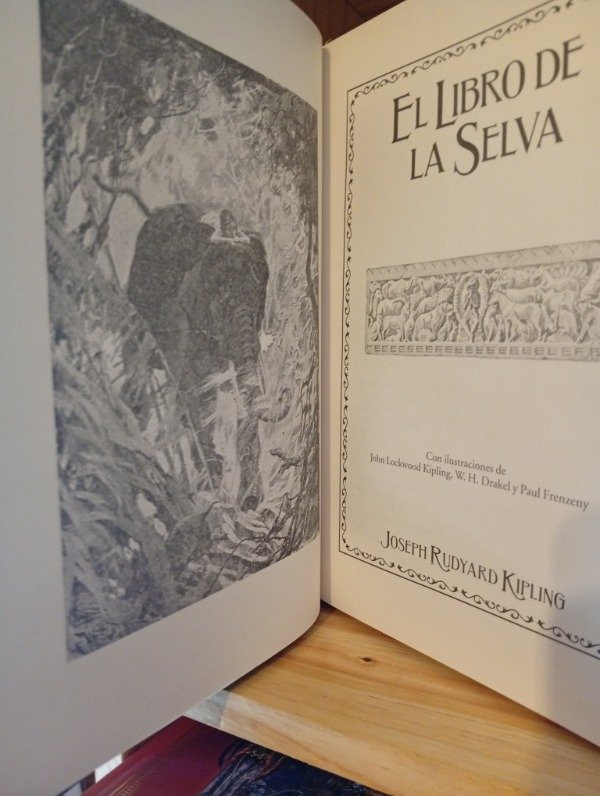 EL LIBRO DE
LA SELVA
Con ilustraciones de
John Lockwood Kipling, W. H. Drakel y Paul Frenzeny
JOSEPH RUDYARD KIPLING